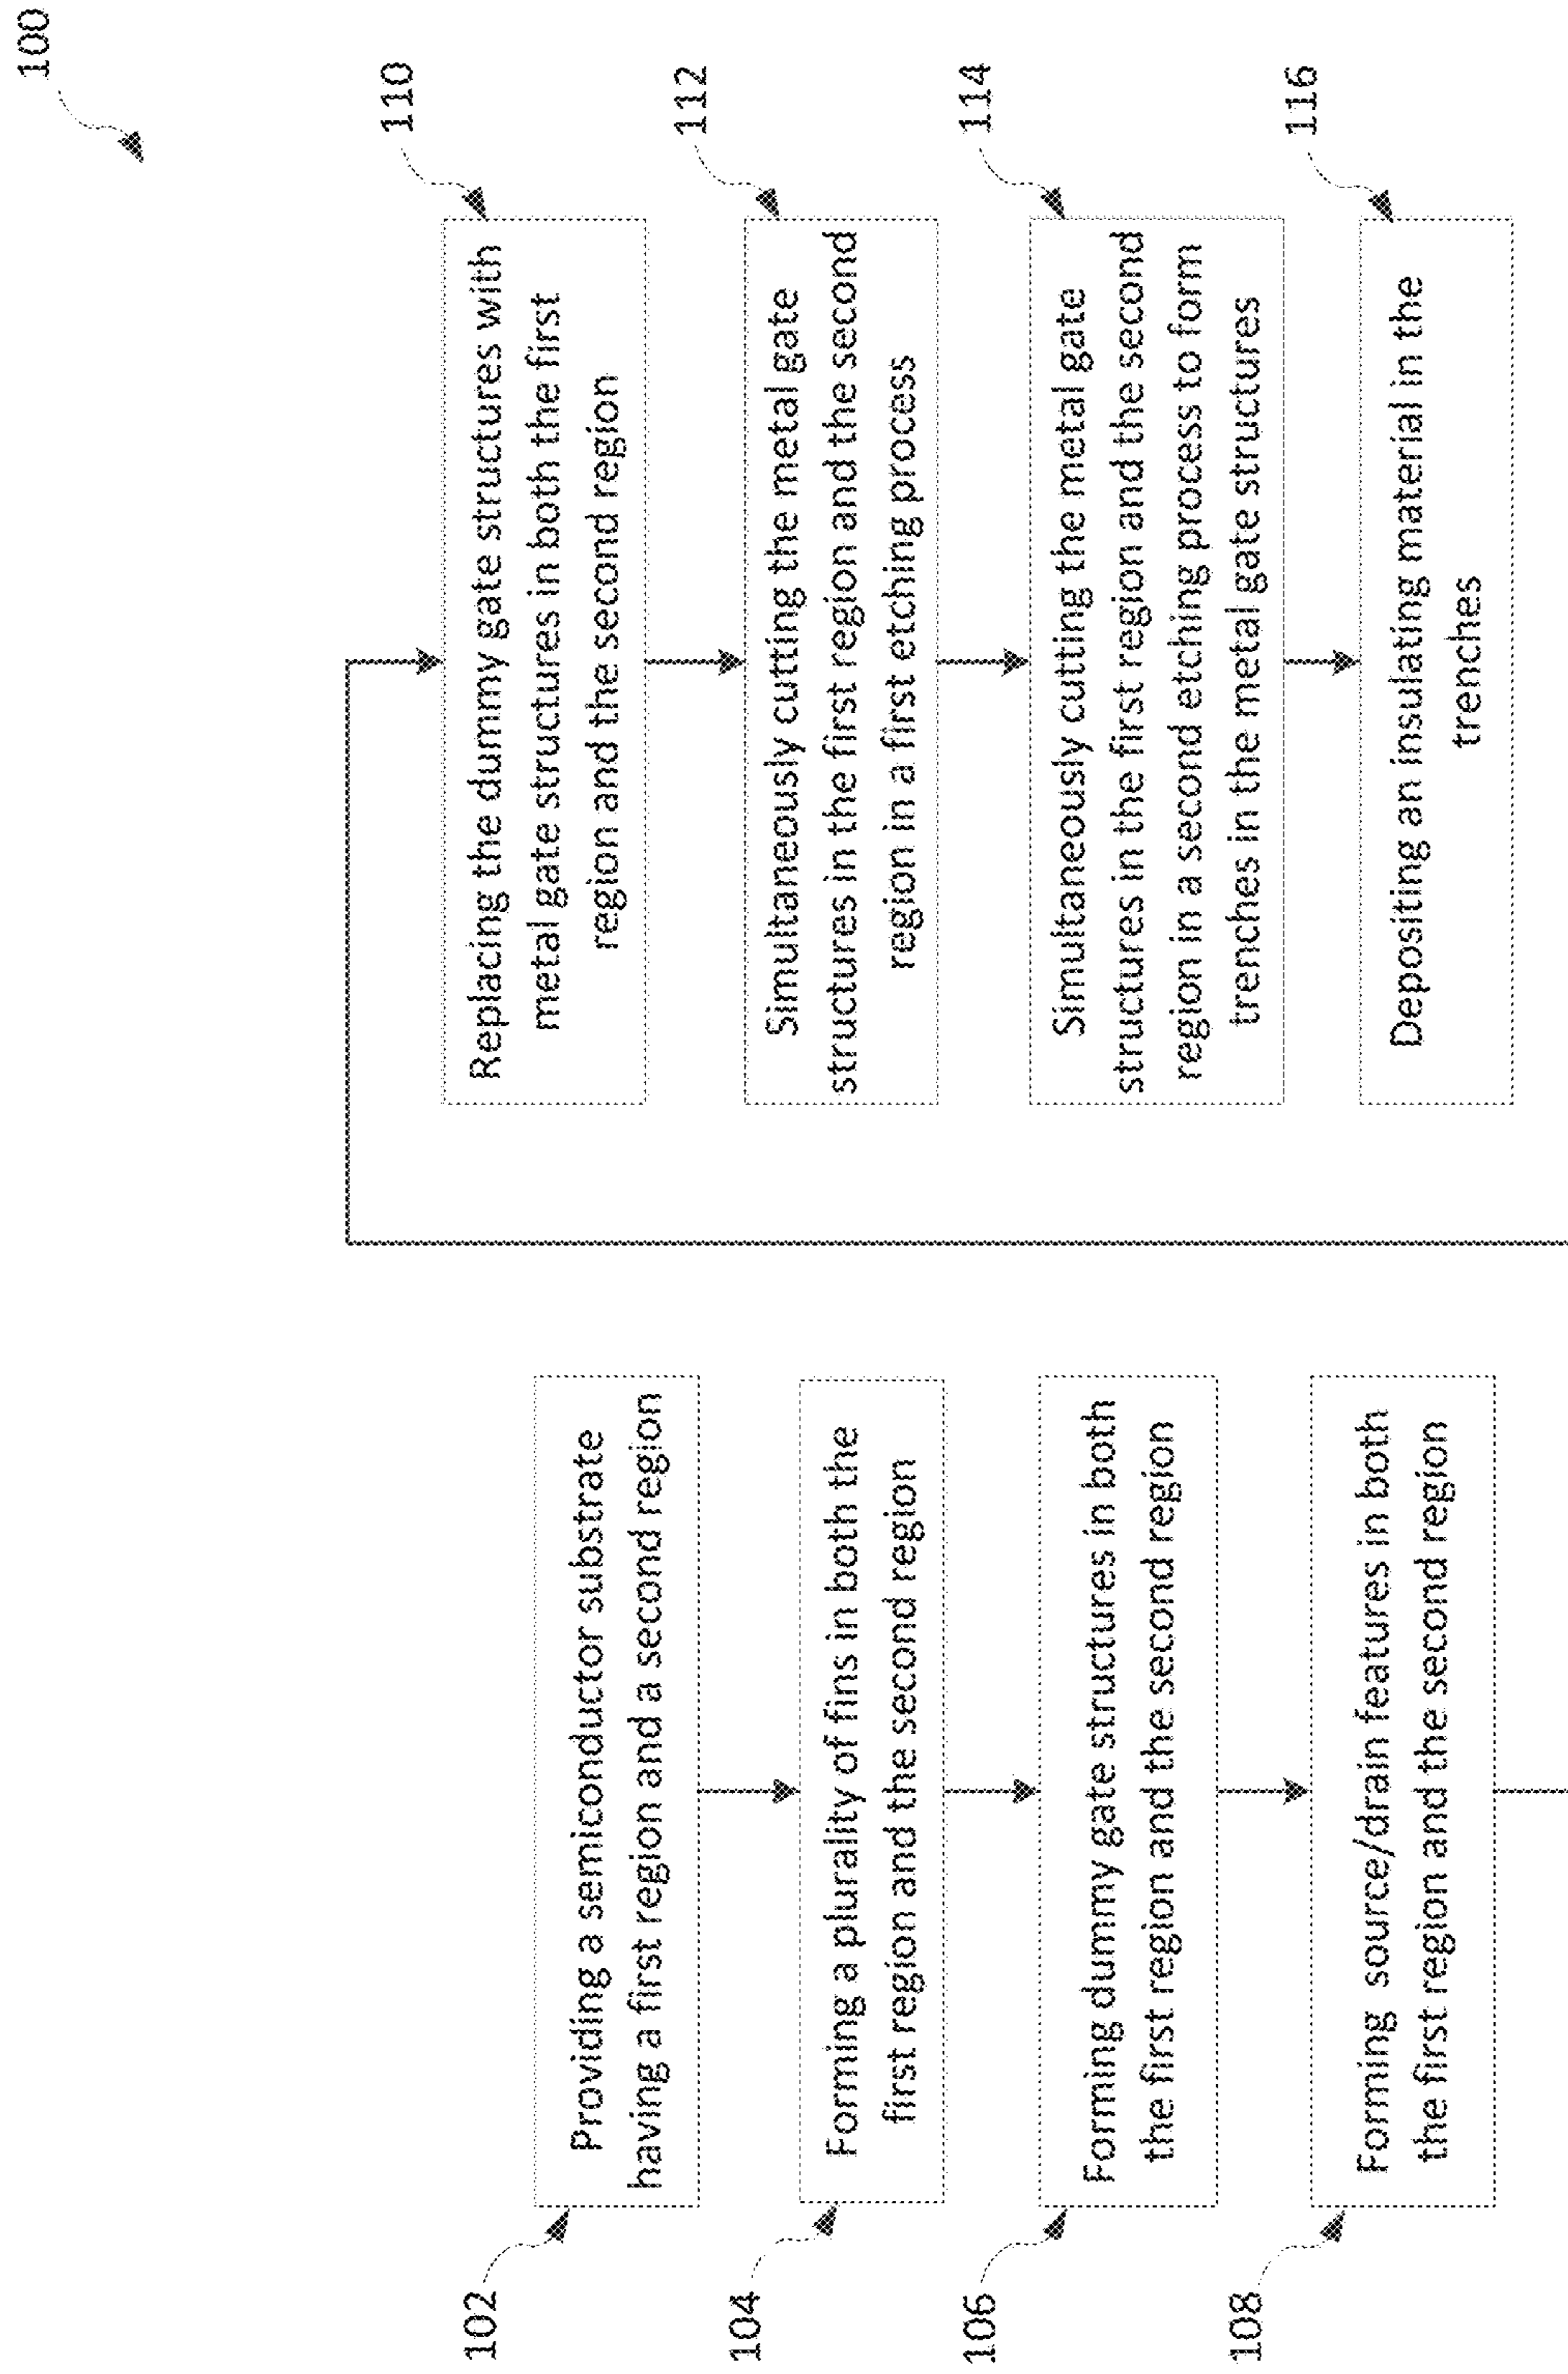 100
102
Providing a semiconductor substrate
having a first region and a second region
104
Forming a plurality of fins in both the
first region and the second region
106
Forming dummy gate structures in both
the first region and the second region
108
Forming source/drain features in both
the first region and the second region
110
Replacing the dummy gate structures with
metal gate structures in both the first
region and the second region
112
Simultaneously cutting the metal gate
structures in the first region and the second
region in a first etching process
114
Simultaneously cutting the metal gate
structures in the first region and the second
region in a second etching process to form
trenches in the metal gate structures
116
Depositing an insulating material in the
trenches